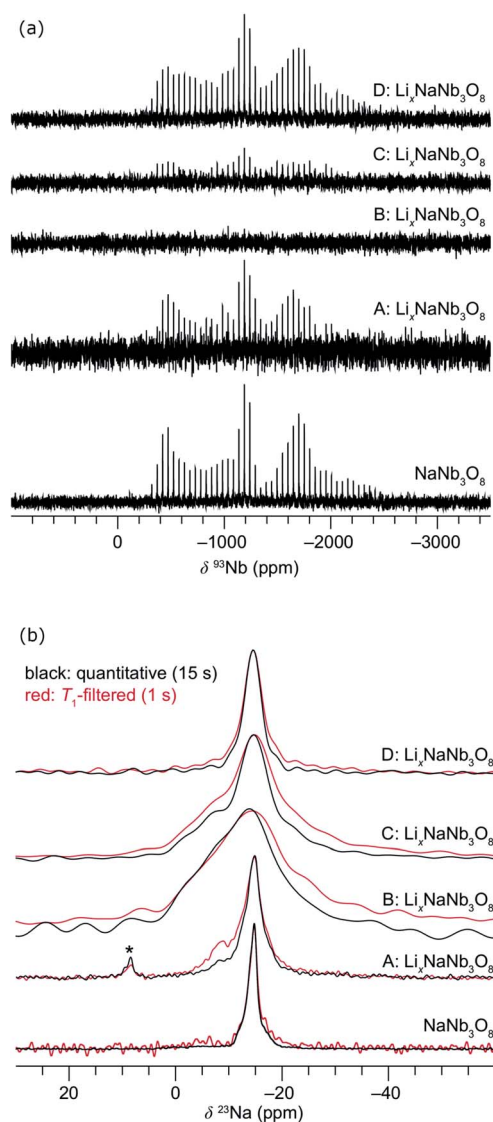 (a)
D: LiₓNaNb₃O₈
C: LiₓNaNb₃O₈
B: LiₓNaNb₃O₈
A: LiₓNaNb₃O₈
NaNb₃O₈
0 –1000 –2000 –3000
δ ⁹³Nb (ppm)
(b)
black: quantitative (15 s)
red: T₁-filtered (1 s)
D: LiₓNaNb₃O₈
C: LiₓNaNb₃O₈
B: LiₓNaNb₃O₈
*
A: LiₓNaNb₃O₈
NaNb₃O₈
20 0 –20 –40
δ ²³Na (ppm)